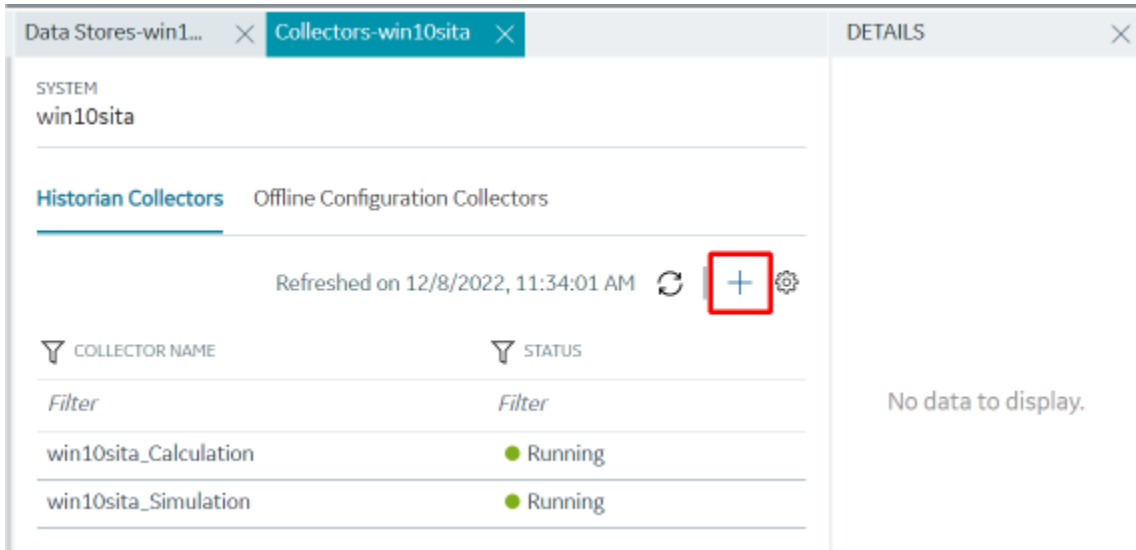 Data Stores-win1...
Collectors-win10sita
DETAILS
SYSTEM
win10sita
Historian Collectors
Offline Configuration Collectors
Refreshed on 12/8/2022, 11:34:01 AM
COLLECTOR NAME
STATUS
Filter
Filter
No data to display.
win10sita_Calculation
Running
win10sita_Simulation
Running